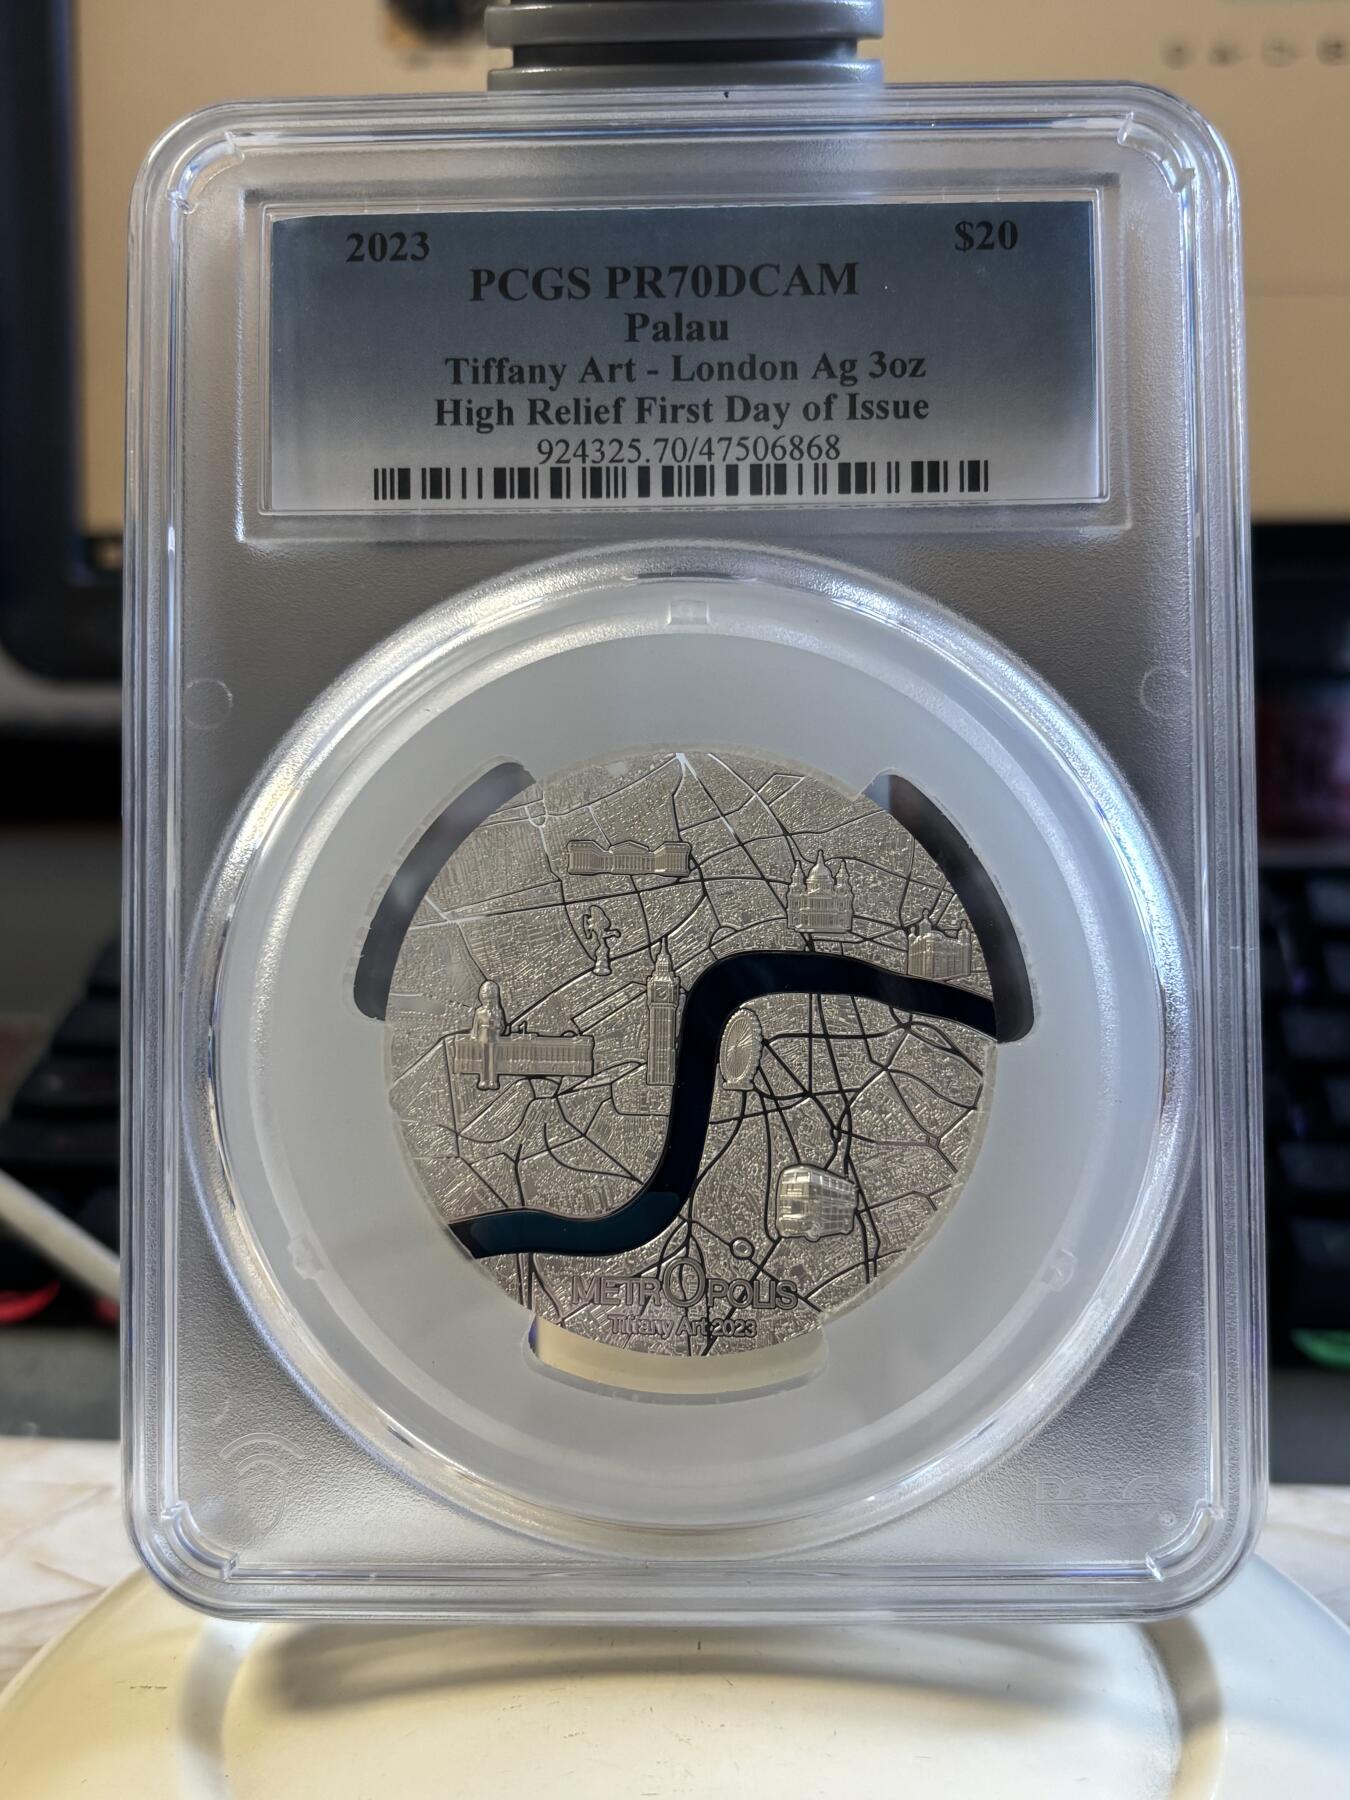 2023 $20
PCGS PR70DCAM
Palau
Tiffany Art - London Ag 3oz
High Relief First Day of Issue
924325.70/47506868
METROPOLIS
Tiffany Art 2023
PCGS